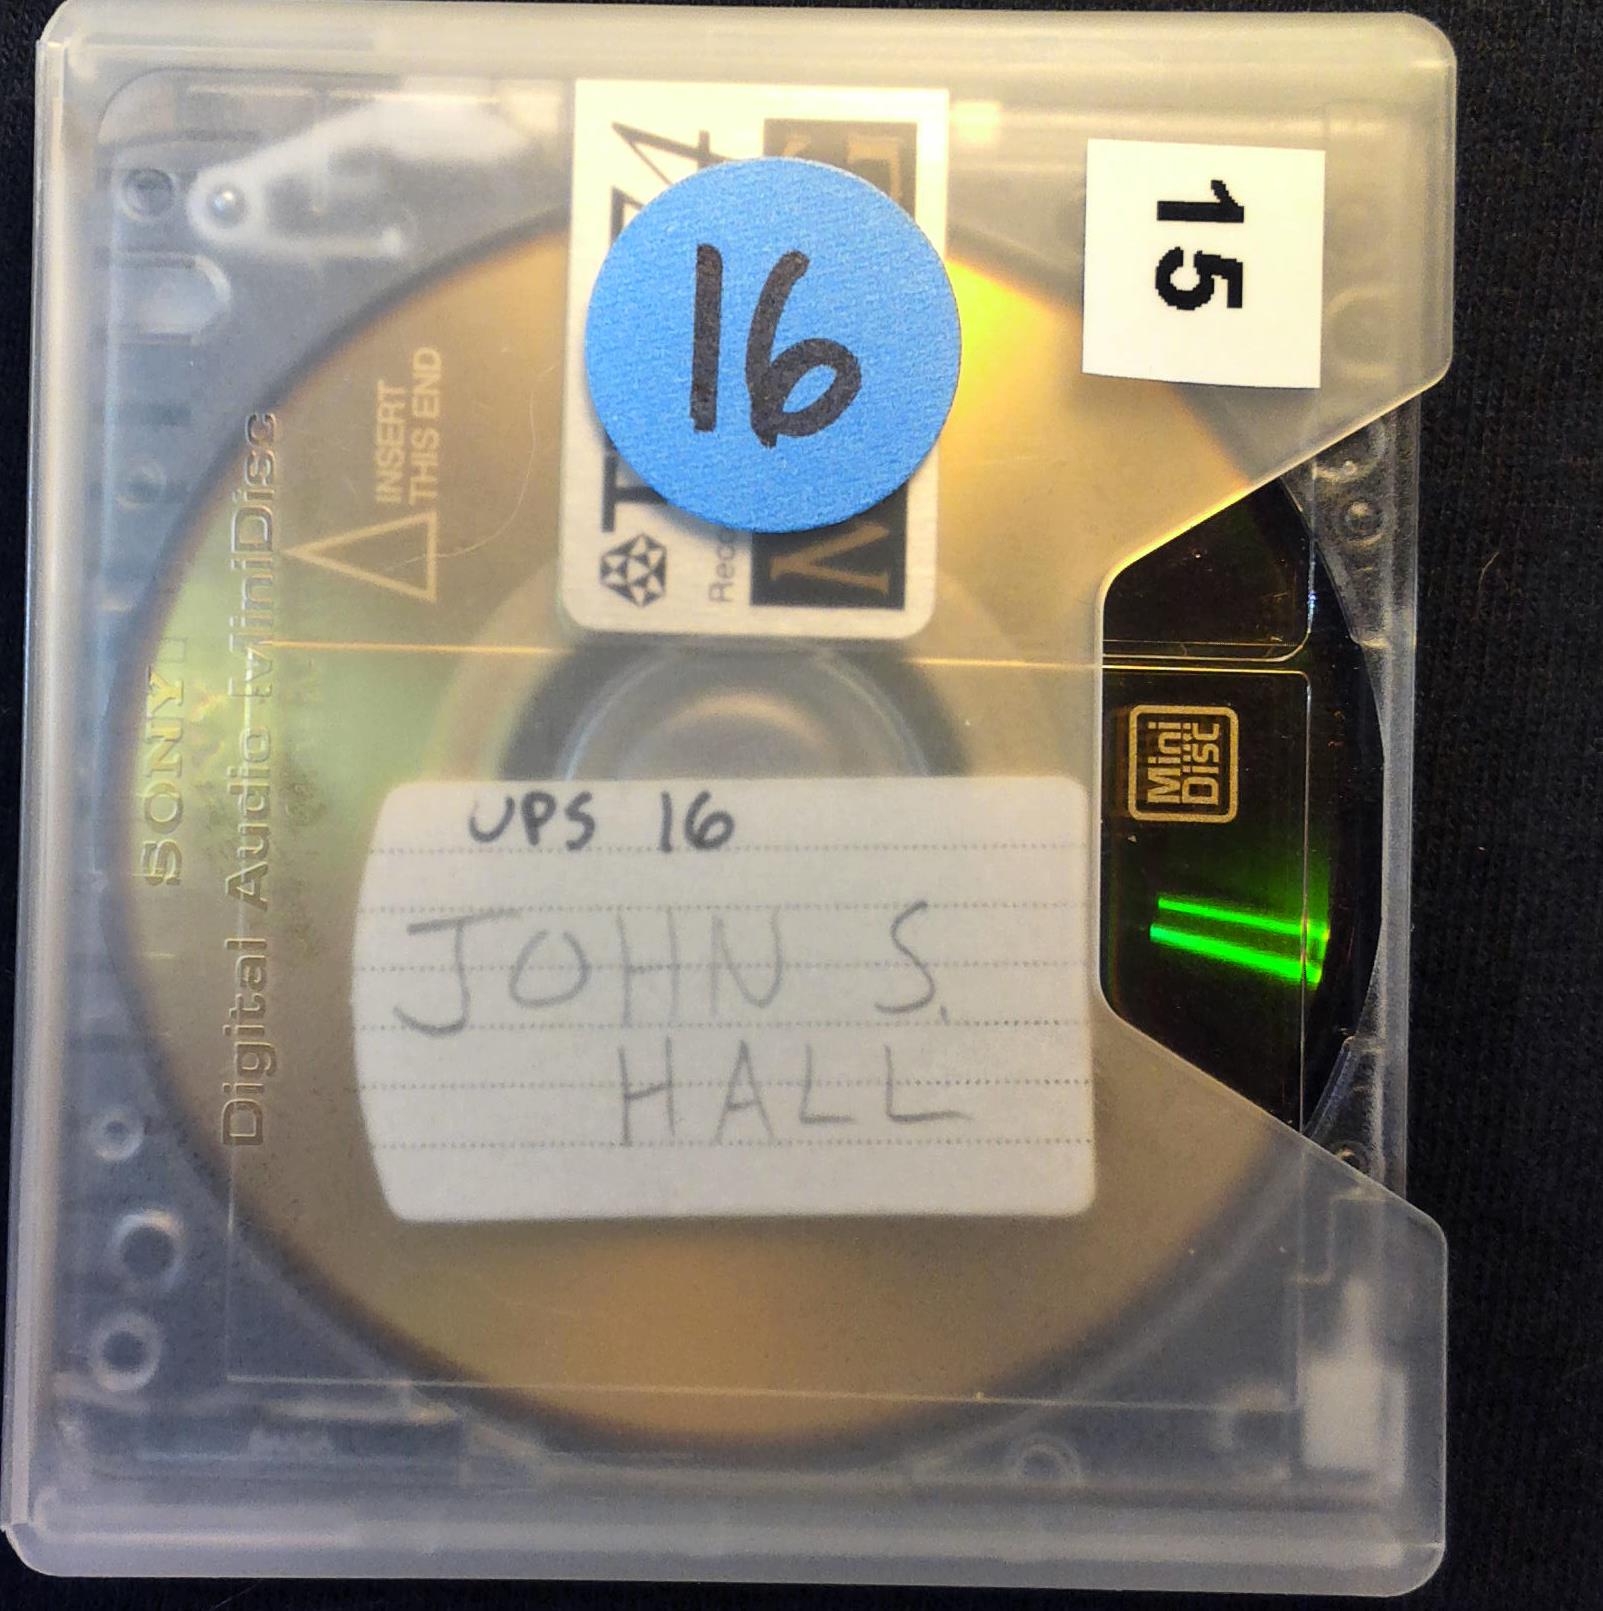 16
15
INSERT
THIS END
SONY
Digital Audio MiniDisc
Mini
Disc
UPS 16
JOHN S.
HALL